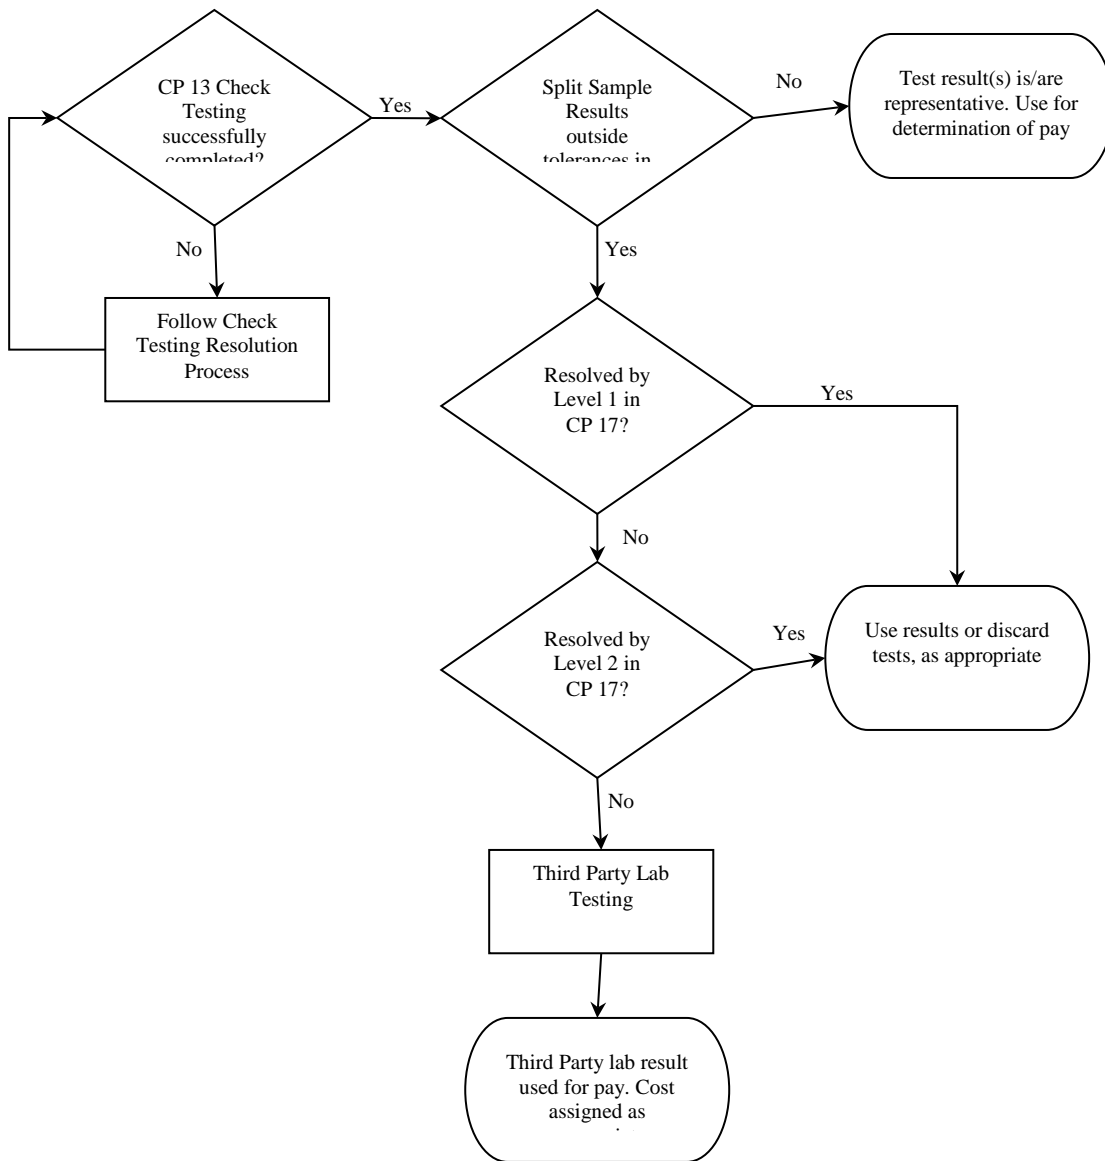 CP 13 Check
Testing
successfully
completed?
Yes
Split Sample
Results
outside
tolerances in
No
Test result(s) is/are
representative. Use for
determination of pay
No
Yes
Follow Check
Testing Resolution
Process
Resolved by
Level 1 in
CP 17?
Yes
No
Resolved by
Level 2 in
CP 17?
Yes
Use results or discard
tests, as appropriate
No
Third Party Lab
Testing
Third Party lab result
used for pay. Cost
assigned as